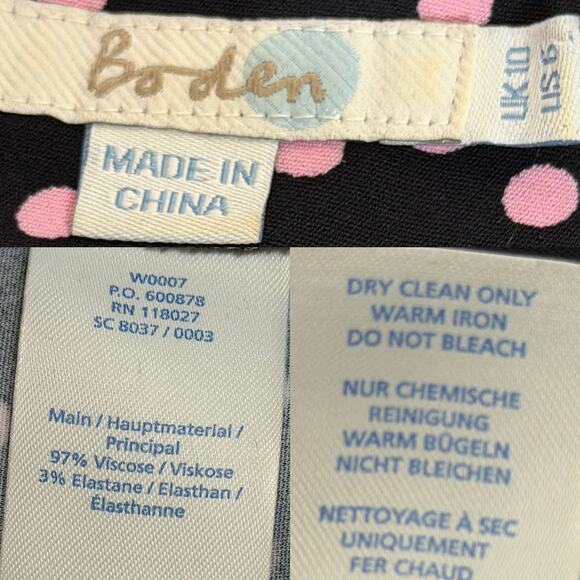 Boden
UK 10
US 6
MADE IN
CHINA
W0007
P.O. 600878
RN 118027
SC 8037 / 0003
Main / Hauptmaterial /
Principal
97% Viscose / Viskose
3% Elastane / Elasthan /
Élasthanne
DRY CLEAN ONLY
WARM IRON
DO NOT BLEACH
NUR CHEMISCHE
REINIGUNG
WARM BÜGELN
NICHT BLEICHEN
NETTOYAGE À SEC
UNIQUEMENT
FER CHAUD